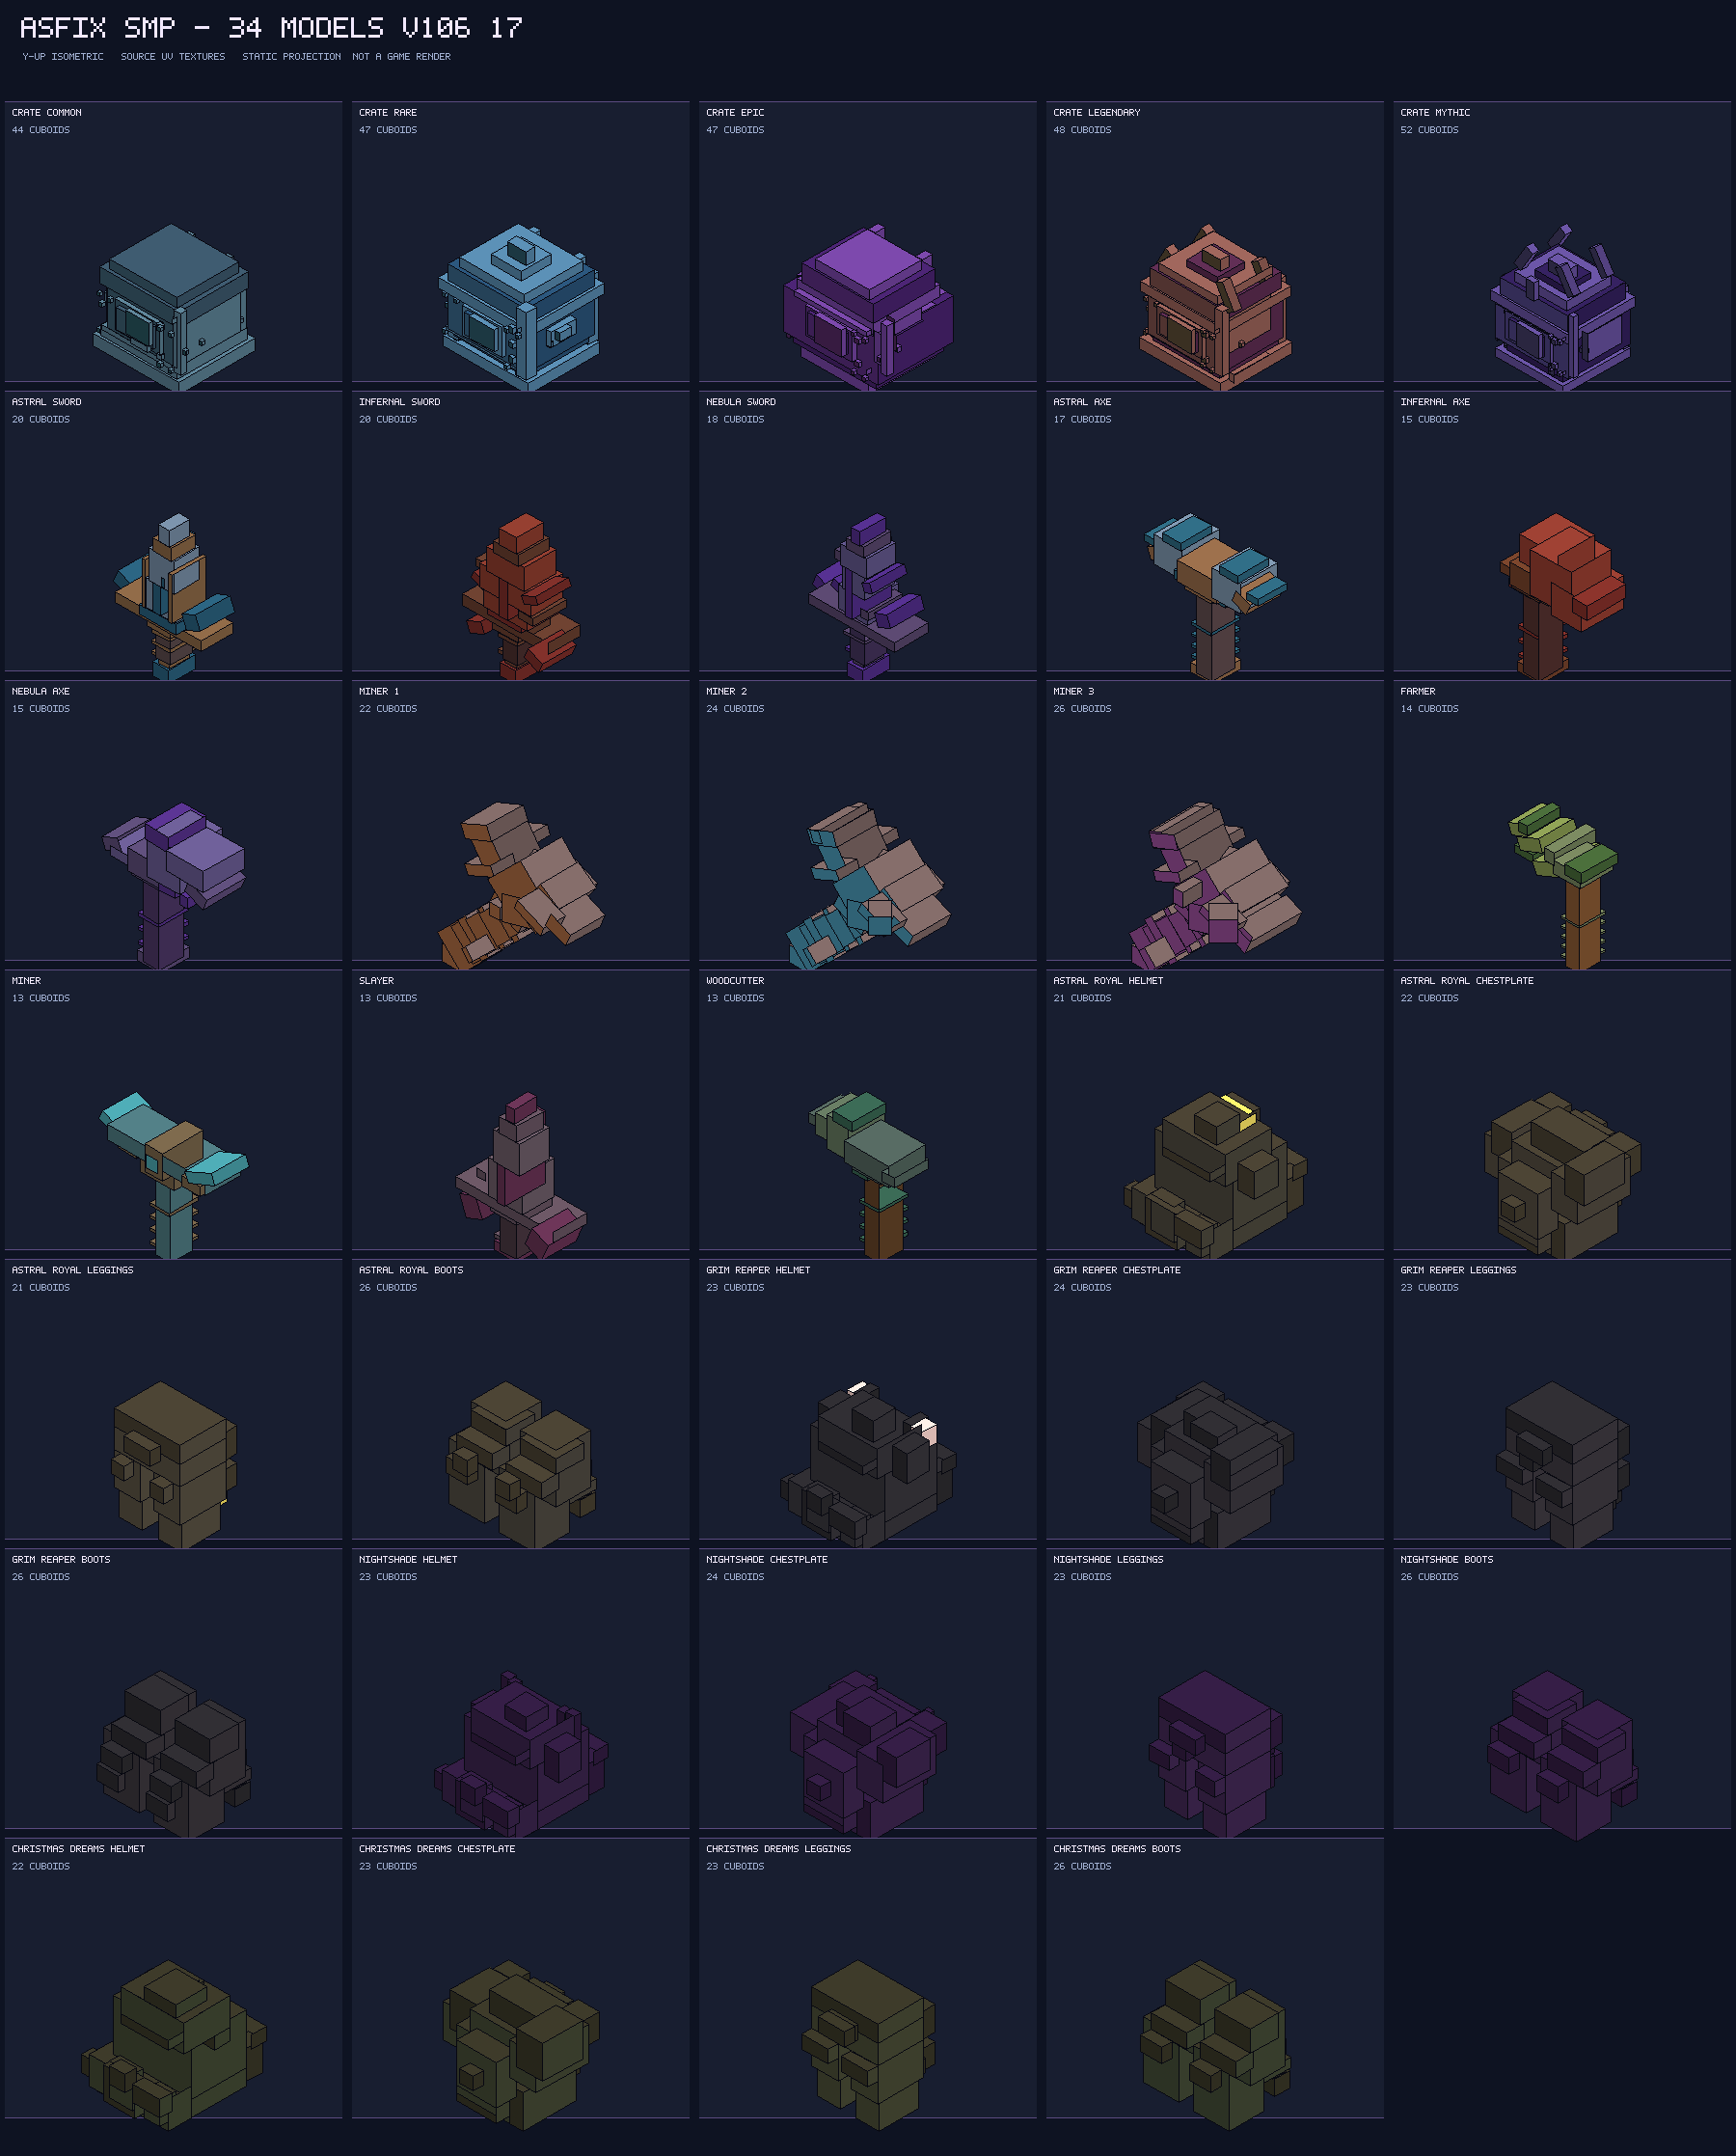 ASFIX SMP - 34 MODELS V106 17
Y-UP ISOMETRIC SOURCE UV TEXTURES STATIC PROJECTION NOT A GAME RENDER
CRATE COMMON
44 CUBOIDS
CRATE RARE
47 CUBOIDS
CRATE EPIC
47 CUBOIDS
CRATE LEGENDARY
48 CUBOIDS
CRATE MYTHIC
52 CUBOIDS
ASTRAL SWORD
20 CUBOIDS
INFERNAL SWORD
20 CUBOIDS
NEBULA SWORD
18 CUBOIDS
ASTRAL AXE
17 CUBOIDS
INFERNAL AXE
15 CUBOIDS
NEBULA AXE
15 CUBOIDS
MINER 1
22 CUBOIDS
MINER 2
24 CUBOIDS
MINER 3
26 CUBOIDS
FARMER
14 CUBOIDS
MINER
13 CUBOIDS
SLAYER
13 CUBOIDS
WOODCUTTER
13 CUBOIDS
ASTRAL ROYAL HELMET
21 CUBOIDS
ASTRAL ROYAL CHESTPLATE
22 CUBOIDS
ASTRAL ROYAL LEGGINGS
21 CUBOIDS
ASTRAL ROYAL BOOTS
26 CUBOIDS
GRIM REAPER HELMET
23 CUBOIDS
GRIM REAPER CHESTPLATE
24 CUBOIDS
GRIM REAPER LEGGINGS
23 CUBOIDS
GRIM REAPER BOOTS
26 CUBOIDS
NIGHTSHADE HELMET
23 CUBOIDS
NIGHTSHADE CHESTPLATE
24 CUBOIDS
NIGHTSHADE LEGGINGS
23 CUBOIDS
NIGHTSHADE BOOTS
26 CUBOIDS
CHRISTMAS DREAMS HELMET
22 CUBOIDS
CHRISTMAS DREAMS CHESTPLATE
23 CUBOIDS
CHRISTMAS DREAMS LEGGINGS
23 CUBOIDS
CHRISTMAS DREAMS BOOTS
26 CUBOIDS